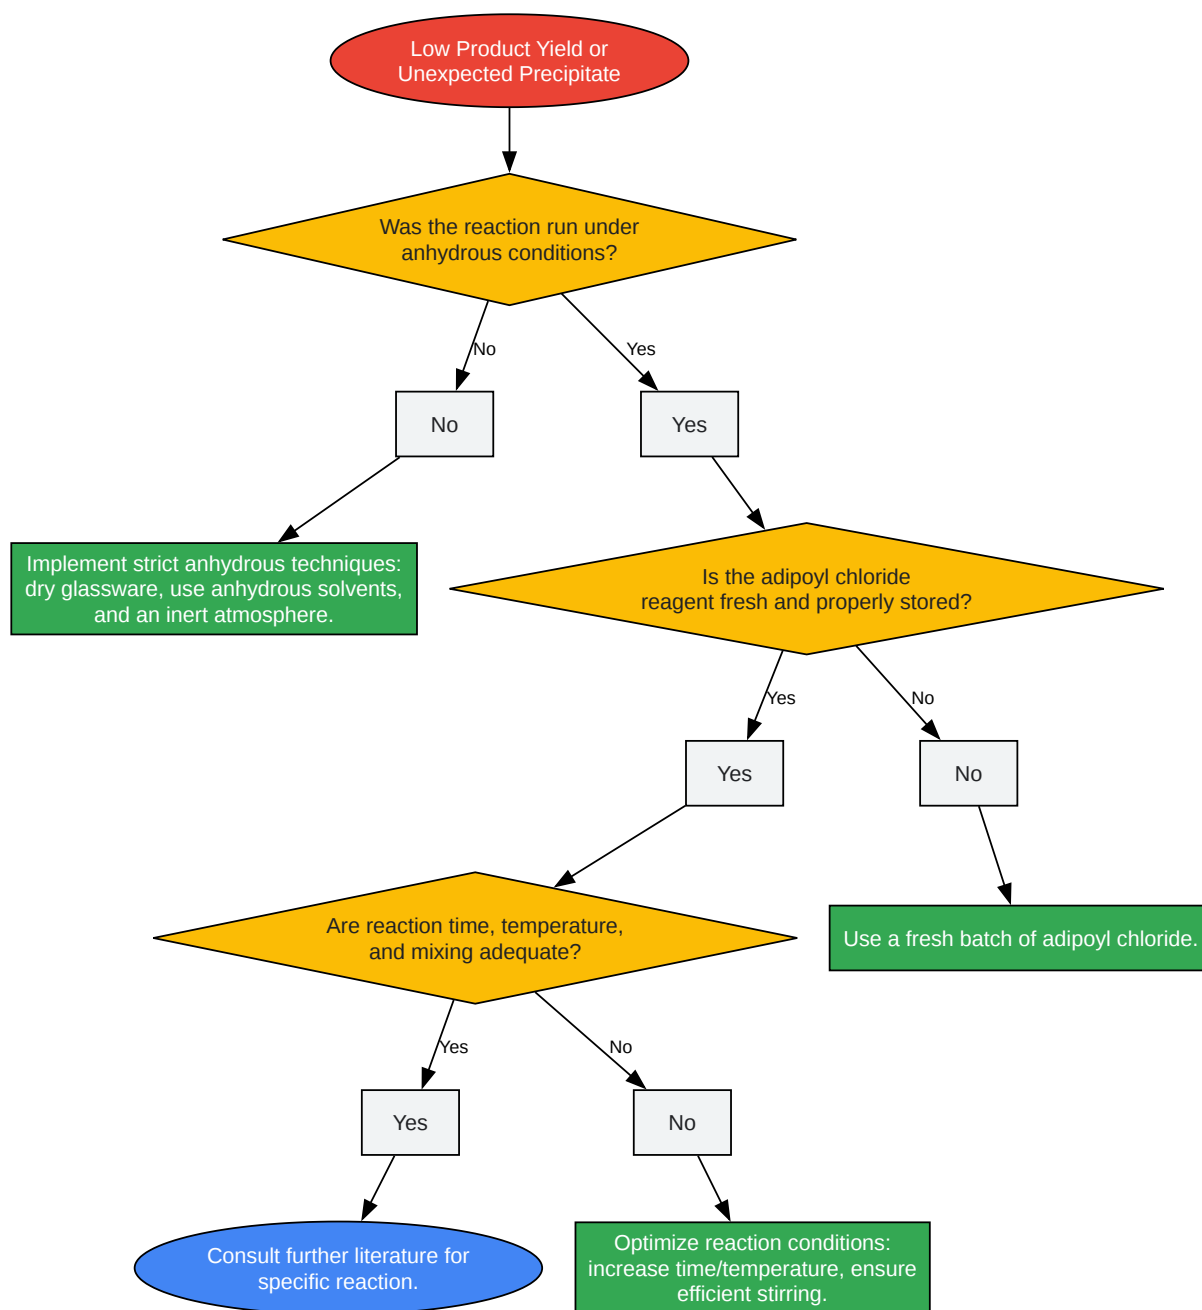 Low Product Yield or
Unexpected Precipitate
Was the reaction run under
anhydrous conditions?
No
Yes
No
Yes
Implement strict anhydrous techniques:
dry glassware, use anhydrous solvents,
and an inert atmosphere.
Is the adipoyl chloride
reagent fresh and properly stored?
Yes
No
Yes
No
Are reaction time, temperature,
and mixing adequate?
Use a fresh batch of adipoyl chloride.
Yes
No
Yes
No
Consult further literature for
specific reaction.
Optimize reaction conditions:
increase time/temperature, ensure
efficient stirring.